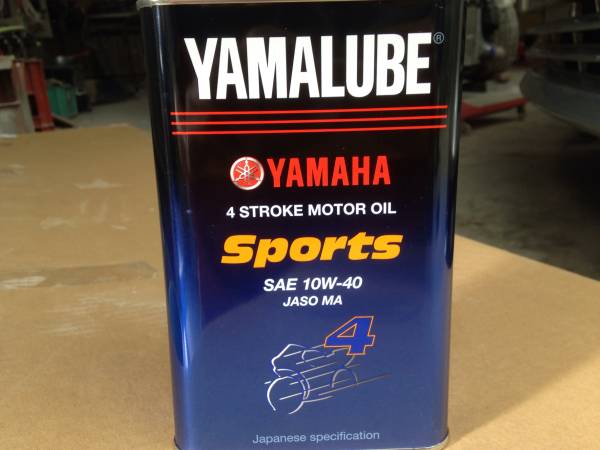 YAMALUBE®
YAMAHA
4 STROKE MOTOR OIL
Sports
SAE 10W-40
JASO MA
4
Japanese specification